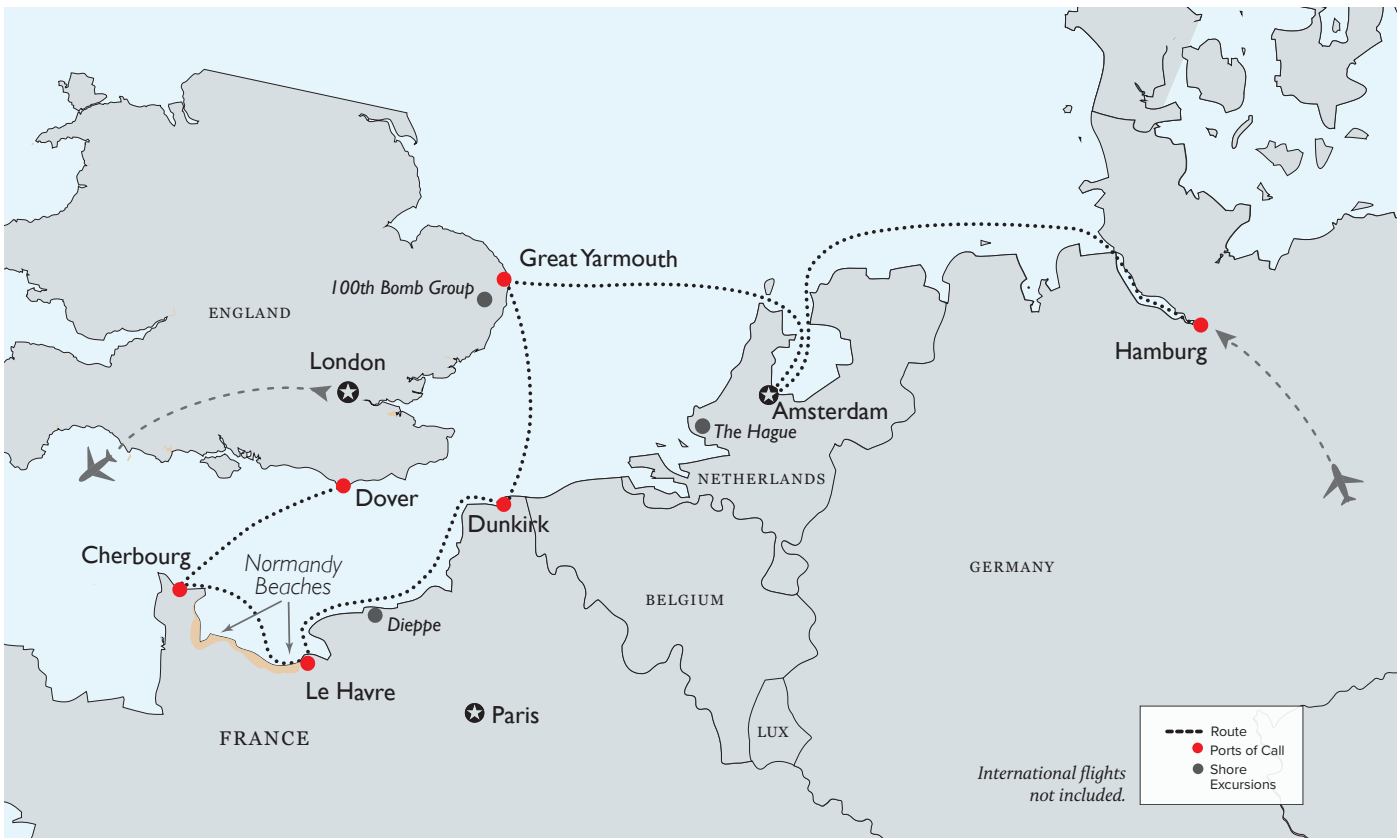 Great Yarmouth
100th Bomb Group
ENGLAND
London
Hamburg
Amsterdam
The Hague
NETHERLANDS
Dover
Dunkirk
Cherbourg
Normandy
Beaches
GERMANY
BELGIUM
Dieppe
Le Havre
Paris
FRANCE
LUX
International flights
not included.
Route
Ports of Call
Shore
Excursions